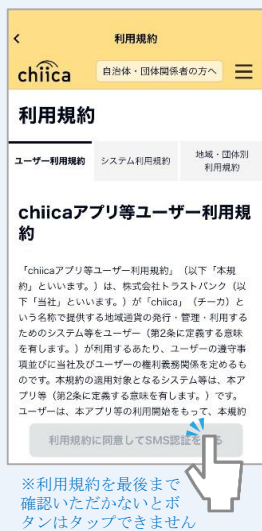 利用規約
chiica
自治体・団体関係者の方へ
利用規約
ユーザー利用規約
システム利用規約
地域・団体別
利用規約
chiicaアプリ等ユーザー利用規
約
「chiicaアプリ等ユーザー利用規約」（以下「本規
約」といいます。）は、株式会社トラストバンク（以
下「当社」といいます。）が「chiica」（チーカ）と
いう名称で提供する地域通貨の発行・管理・利用する
ためのシステム等をユーザー（第2条に定義する意味
を有します。）が利用するあたり、ユーザーの遵守事
項並びに当社及びユーザーの権利義務関係を定めるも
のです。本規約の適用対象となるシステム等は、本ア
プリ等（第2条に定義する意味を有します。）です。
ユーザーは、本アプリ等の利用開始をもって、本規約
利用規約に同意してSMS認証を
る
※利用規約を最後まで
確認いただかないとボ
タンはタップできません